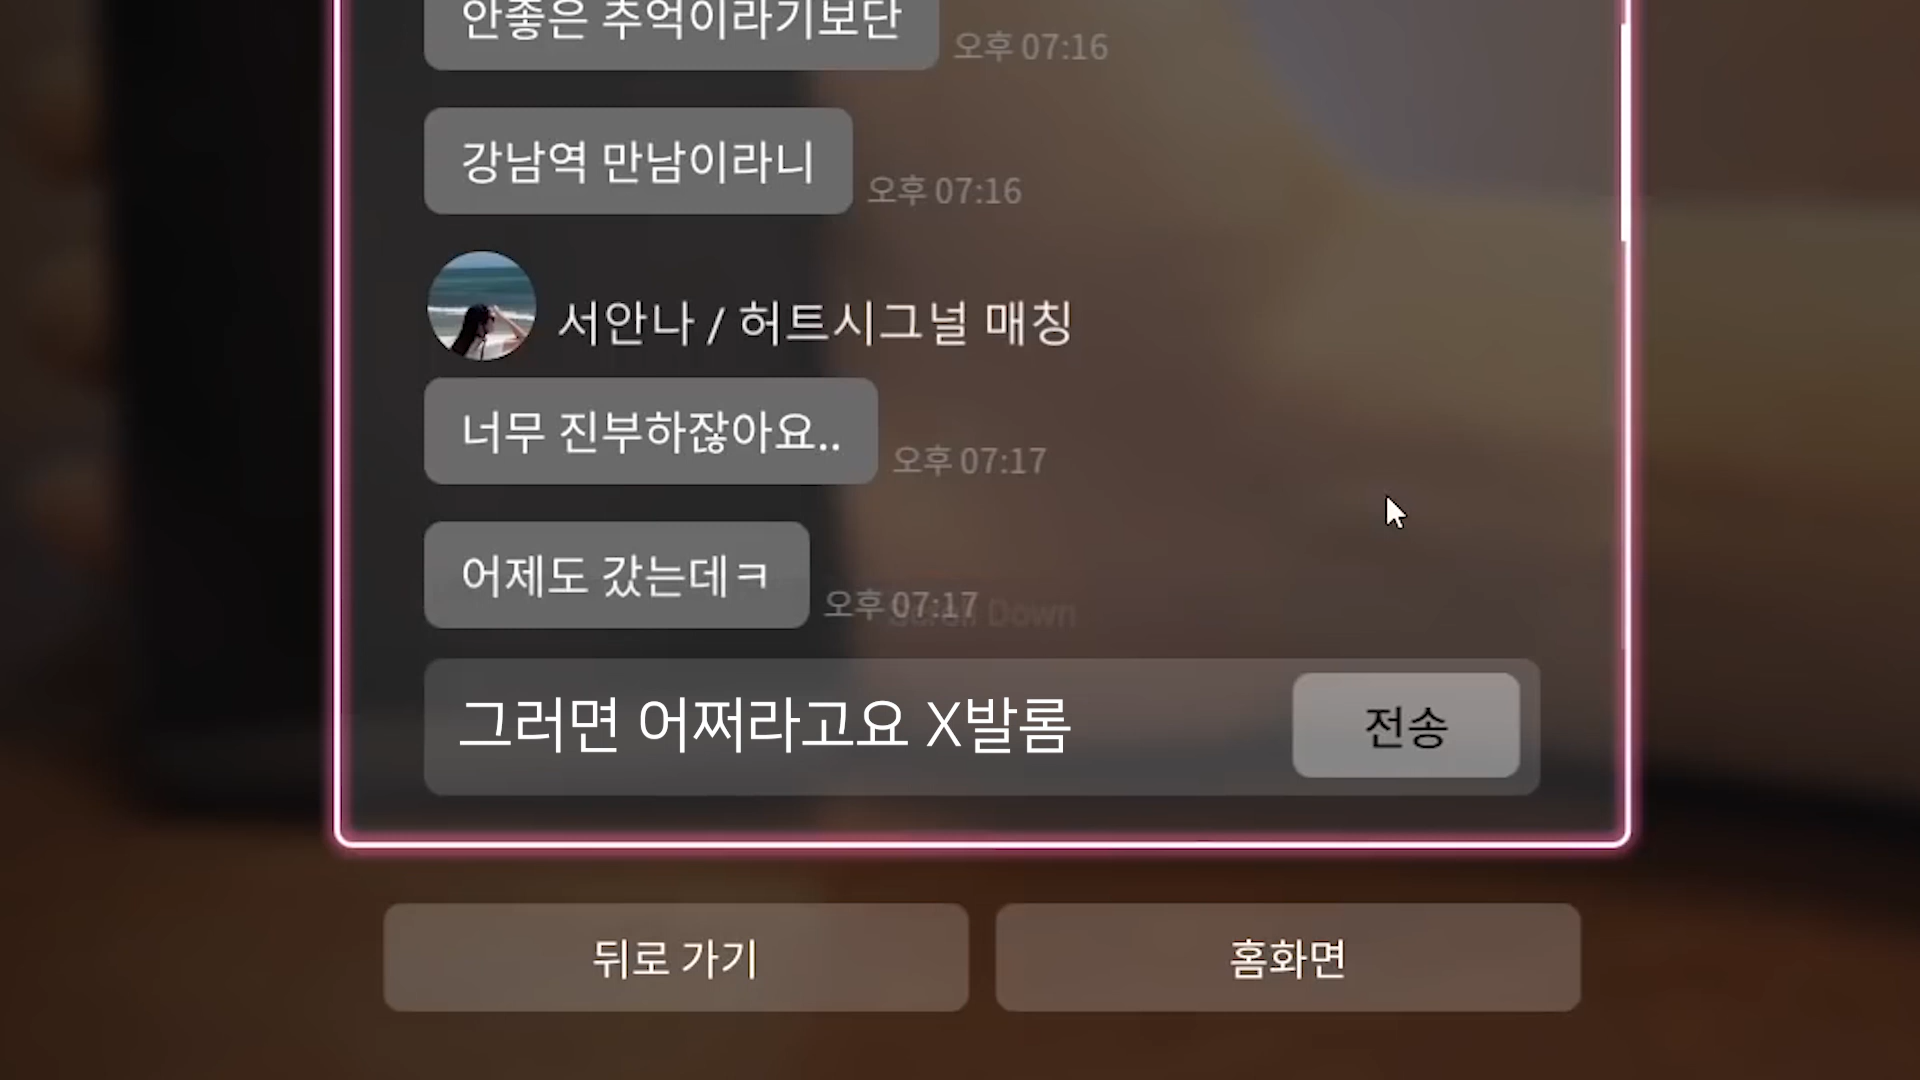 안좋은 추억이라기보단
오후 07:16
강남역 만남이라니
오후 07:16
서안나 / 허트시그널 매칭
너무 진부하잖아요..
오후 07:17
어제도 갔는데ㅋ
오후 07:17
Scroll Down
그러면 어쩌라고요 X발롬
전송
뒤로 가기
홈화면